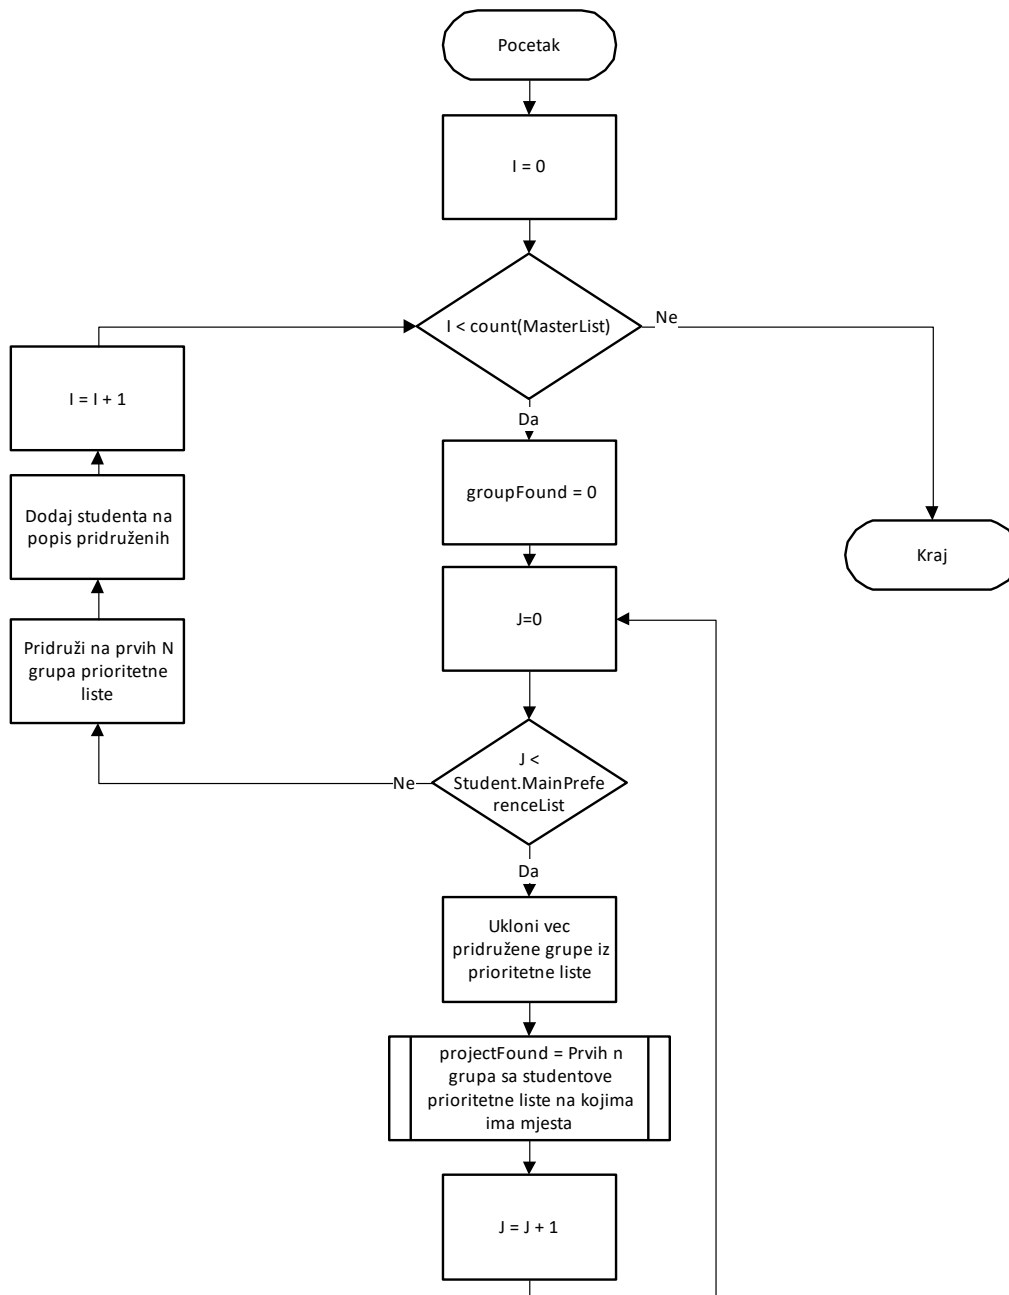 Pocetak
I = 0
I < count(MasterList)
Ne
I = I + 1
Da
groupFound = 0
Dodaj studenta na
popis pridruženih
Kraj
J=0
Pridruži na prvih N
grupa prioritetne
liste
J <
Student.MainPrefe
renceList
Ne
Da
Ukloni vec
pridružene grupe iz
prioritetne liste
projectFound = Prvih n
grupa sa studentove
prioritetne liste na kojima
ima mjesta
J = J + 1